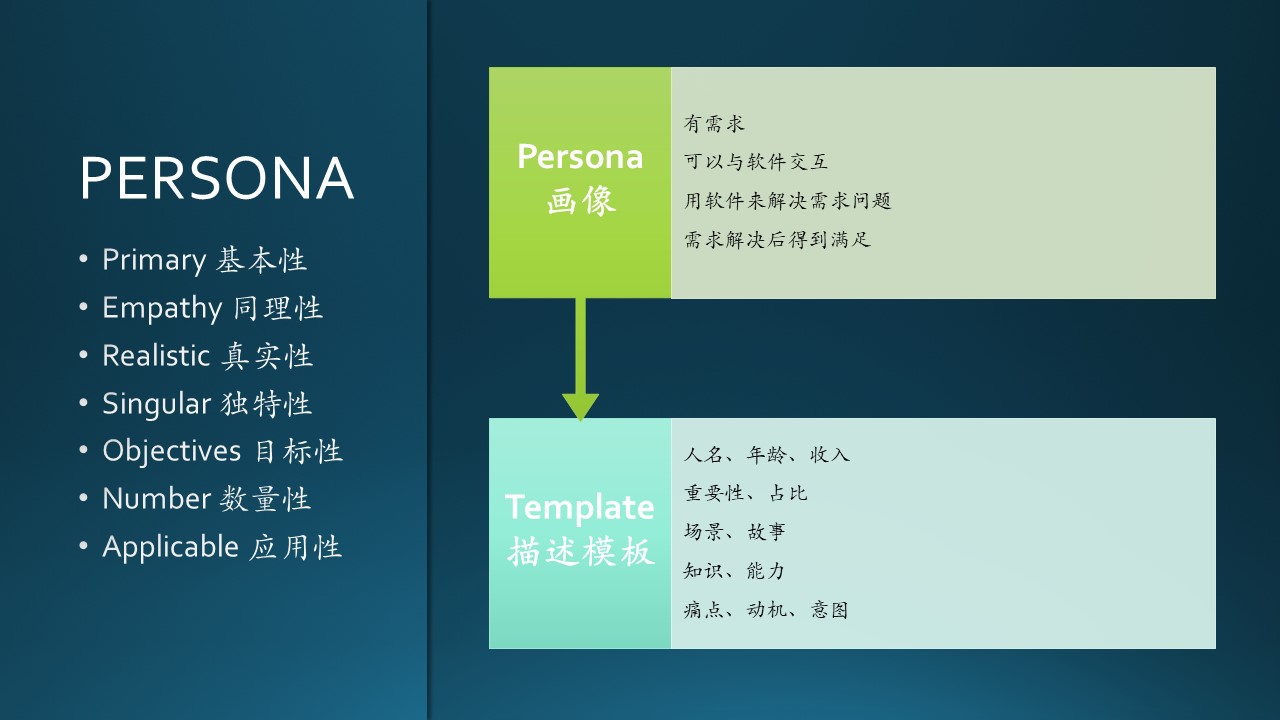 PERSONA
• Primary 基本性
• Empathy 同理性
• Realistic 真实性
• Singular 独特性
• Objectives 目标性
• Number 数量性
• Applicable 应用性
Persona
画像
有需求
可以与软件交互
用软件来解决需求问题
需求解决后得到满足
Template
描述模板
人名、年龄、收入
重要性、占比
场景、故事
知识、能力
痛点、动机、意图